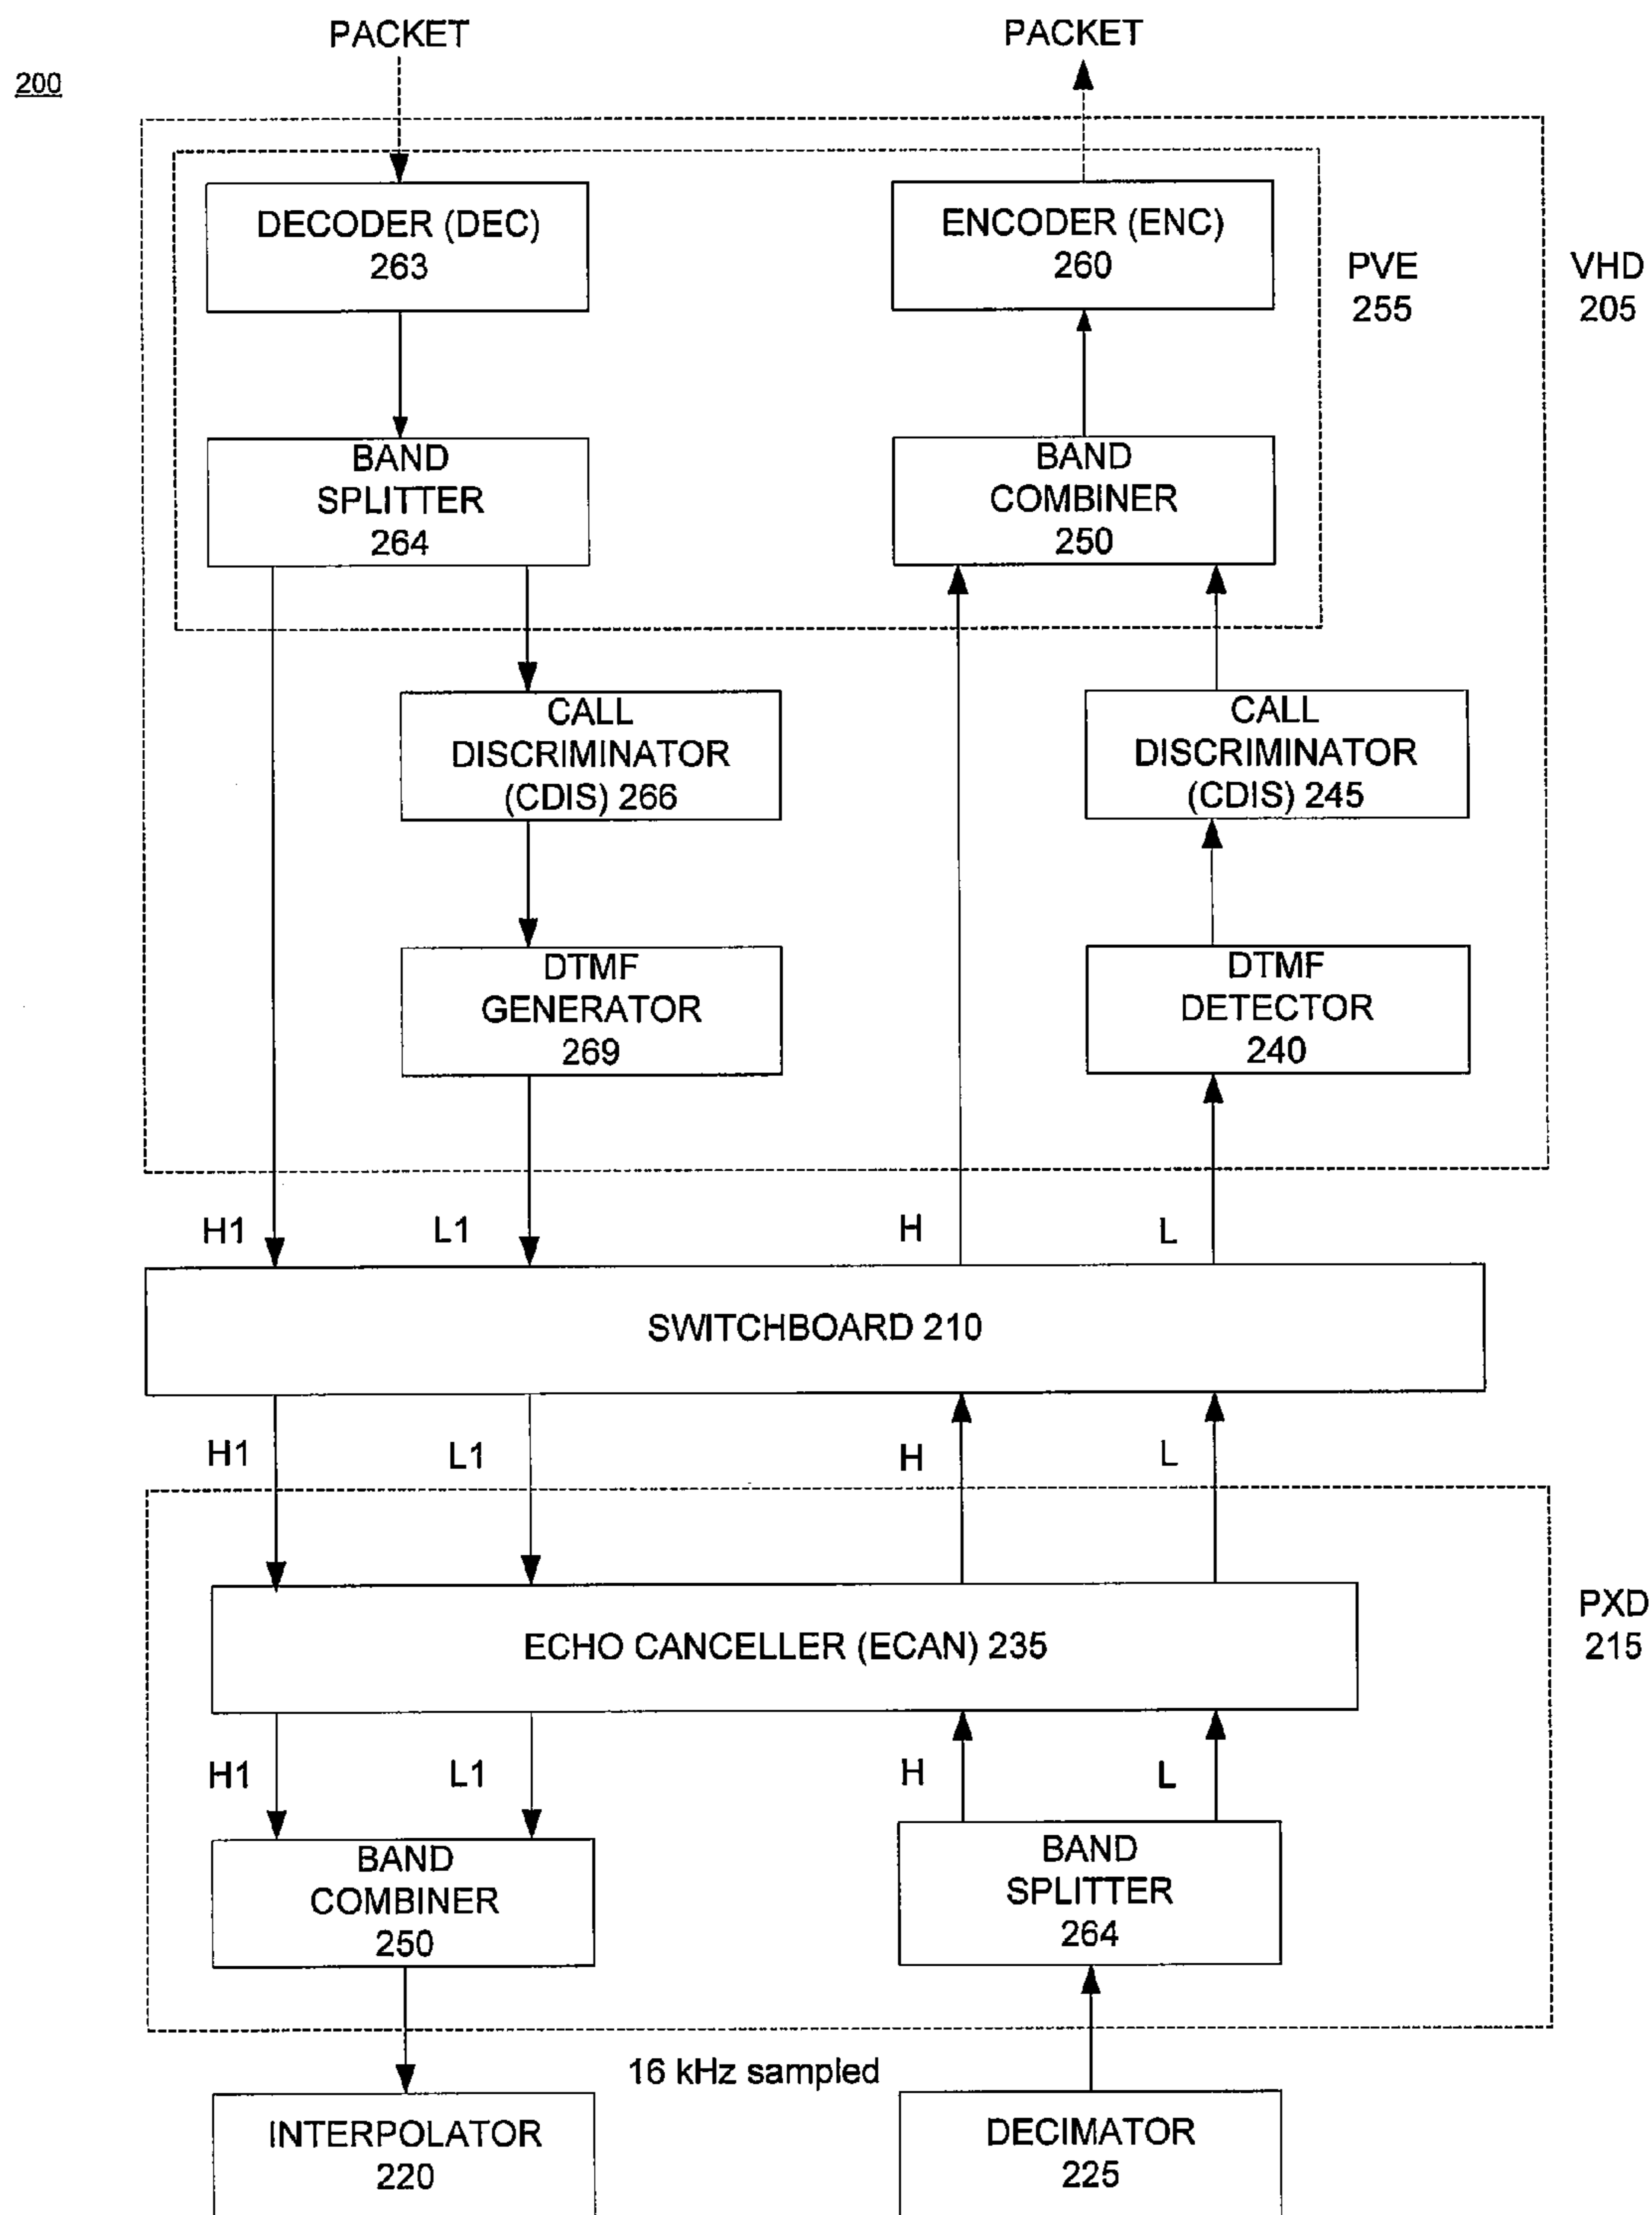 PACKET
PACKET
200
DECODER (DEC)
263
ENCODER (ENC)
260
PVE
255
VHD
205
BAND
SPLITTER
264
BAND
COMBINER
250
CALL
DISCRIMINATOR
(CDIS) 266
CALL
DISCRIMINATOR
(CDIS) 245
DTMF
GENERATOR
269
DTMF
DETECTOR
240
H1
L1
H
L
SWITCHBOARD 210
H1
L1
H
L
ECHO CANCELLER (ECAN) 235
PXD
215
H1
L1
H
L
BAND
COMBINER
250
BAND
SPLITTER
264
16 kHz sampled
INTERPOLATOR
220
DECIMATOR
225